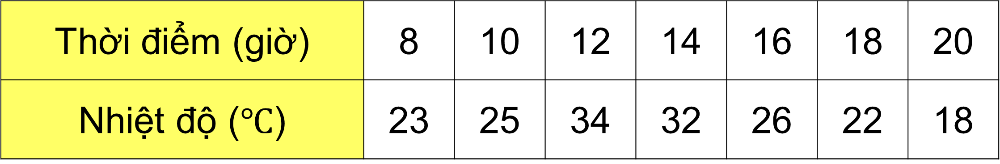 Thời điểm (giờ) 8 10 12 14 16 18 20
Nhiệt độ (℃) 23 25 34 32 26 22 18